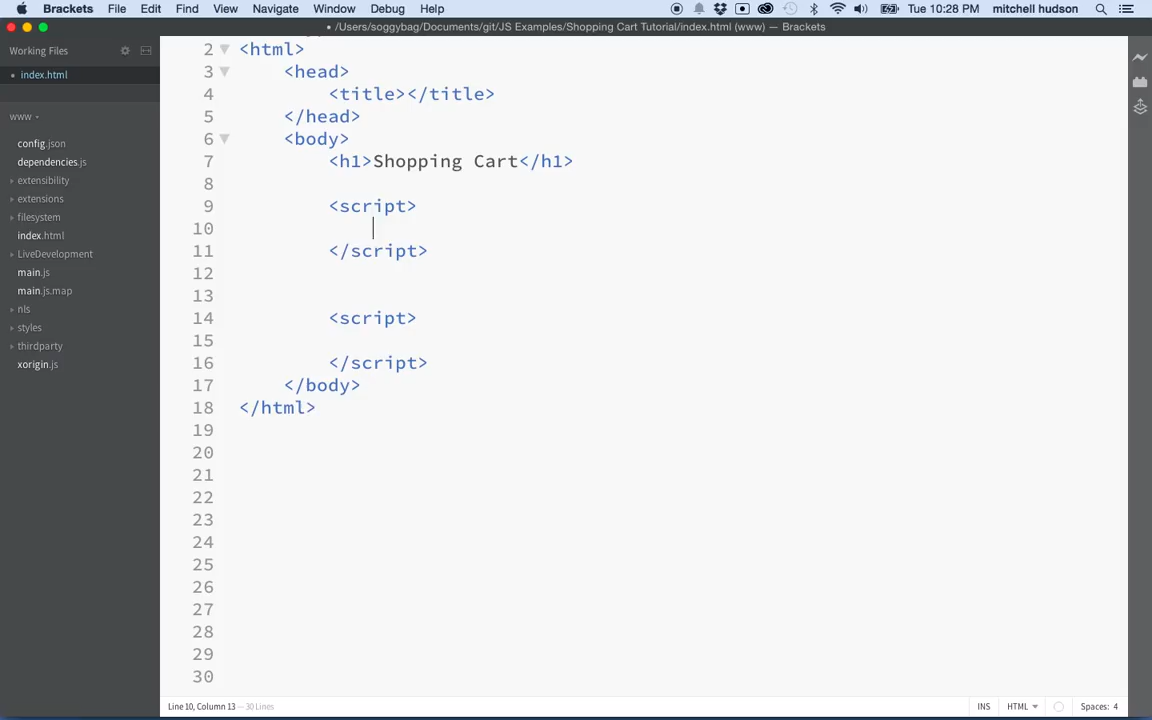 Brackets File Edit Find View Navigate Window Debug Help Tue 10:28 PM mitchell hudson
• /Users/soggybag/Documents/git/JS Examples/Shopping Cart Tutorial/index.html (www) — Brackets
Working Files
• index.html
www
config.json
dependencies.js
extensibility
extensions
filesystem
index.html
LiveDevelopment
main.js
main.js.map
nls
styles
thirdparty
xorigin.js
2 <html>
3 <head>
4 <title></title>
5 </head>
6 <body>
7 <h1>Shopping Cart</h1>
8
9 <script>
10
11 </script>
12
13
14 <script>
15
16 </script>
17 </body>
18 </html>
19
20
21
22
23
24
25
26
27
28
29
30
Line 10, Column 13 — 30 Lines INS HTML Spaces: 4